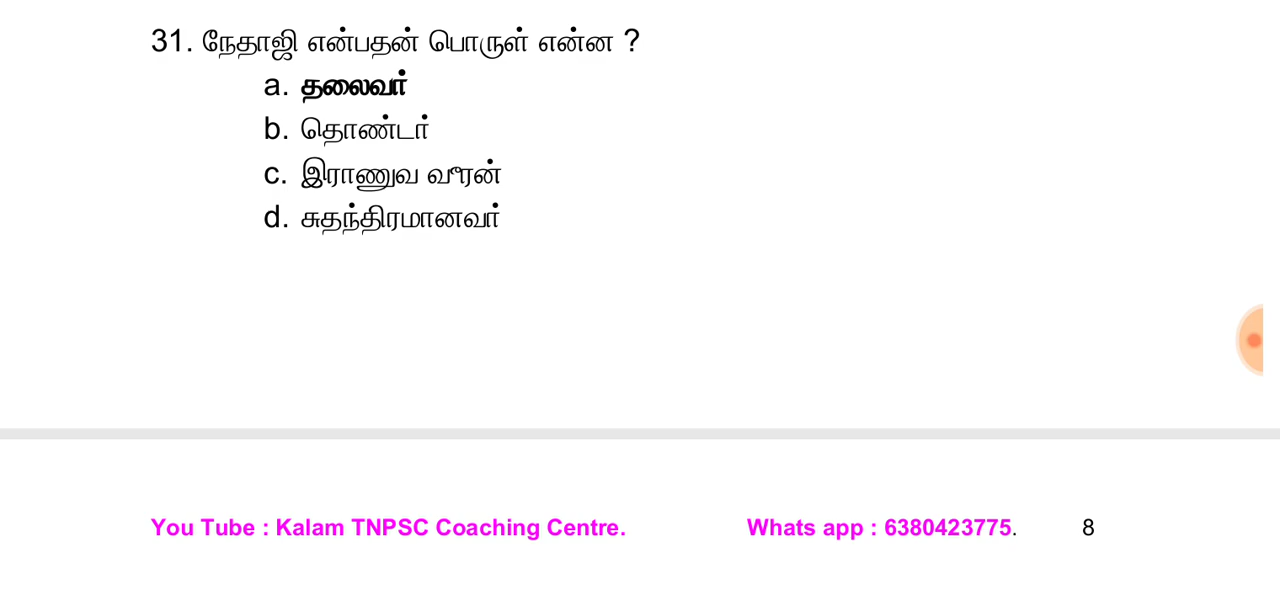 31. நேதாஜி என்பதன் பொருள் என்ன ?
a. தலைவர்
b. தொண்டர்
c. இராணுவ வீரன்
d. சுதந்திரமானவர்
You Tube : Kalam TNPSC Coaching Centre. Whats app : 6380423775. 8